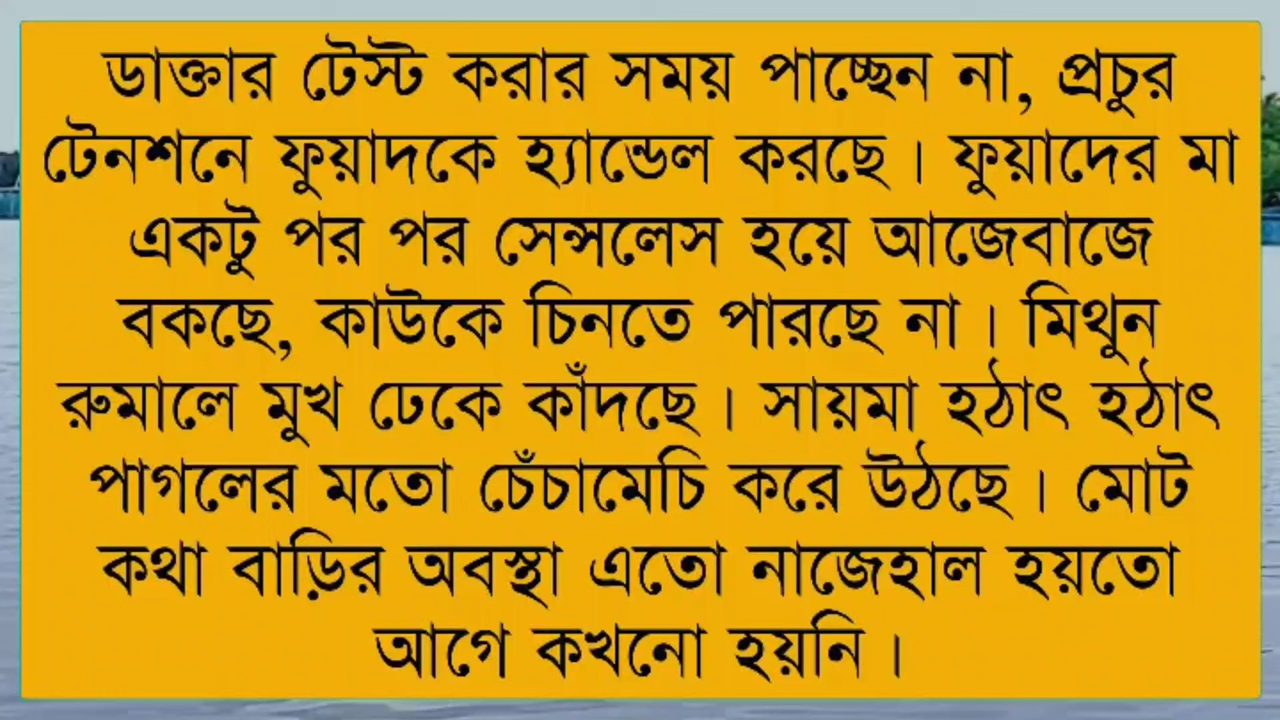 ডাক্তার টেস্ট করার সময় পাচ্ছেন না, প্রচুর
টেনশনে ফুয়াদকে হ্যান্ডেল করছে।  ফুয়াদের মা
একটু পর পর সেন্সলেস হয়ে আজেবাজে
বকছে, কাউকে চিনতে পারছে না। মিথুন
রুমালে মুখ ঢেকে কাঁদছে। সায়মা হঠাৎ হঠাৎ
পাগলের মতো চেঁচামেচি করে উঠছে। মোট
কথা বাড়ির অবস্থা এতো নাজেহাল হয়তো
আগে কখনো হয়নি।